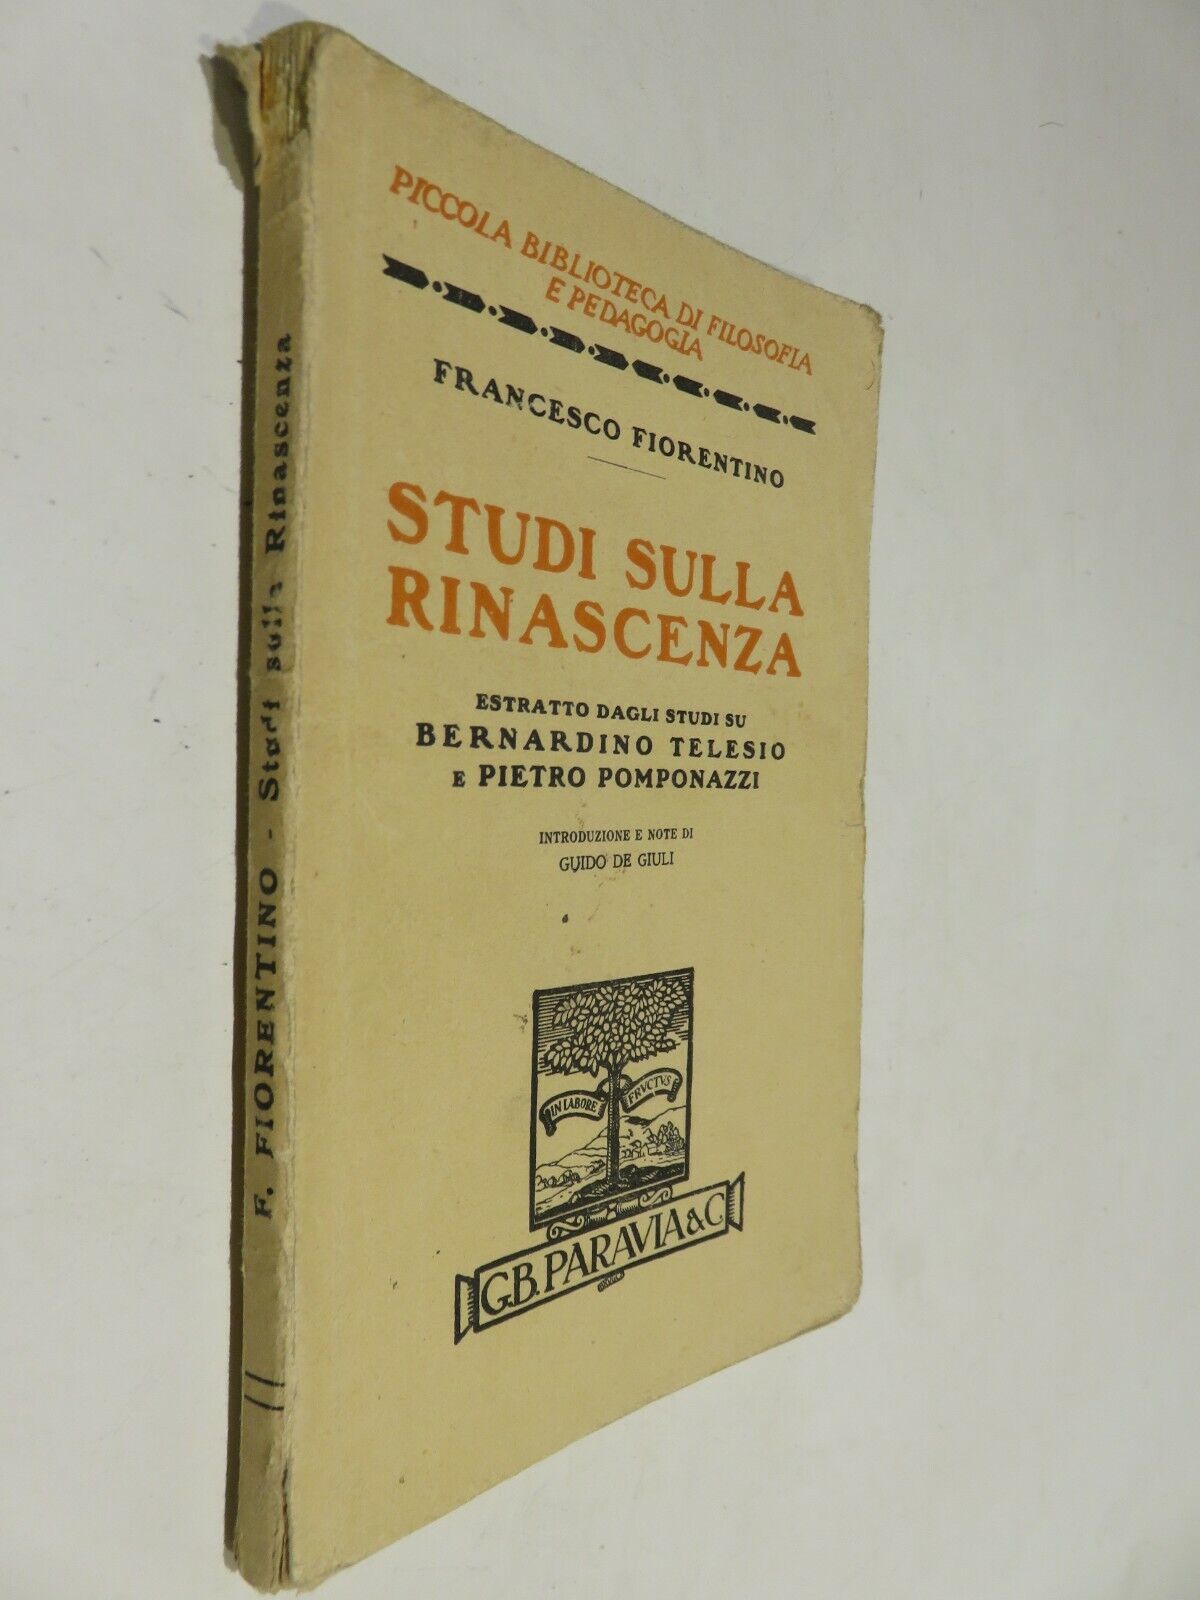 PICCOLA BIBLIOTECA DI FILOSOFIA
E PEDAGOGIA
FRANCESCO FIORENTINO
STUDI SULLA
RINASCENZA
ESTRATTO DAGLI STUDI SU
BERNARDINO TELESIO
E PIETRO POMPONAZZI
INTRODUZIONE E NOTE DI
GUIDO DE GIULI
IN LABORE FRVCTVS
G.B. PARAVIA & C
F. FIORENTINO - Studi sulla Rinascenza